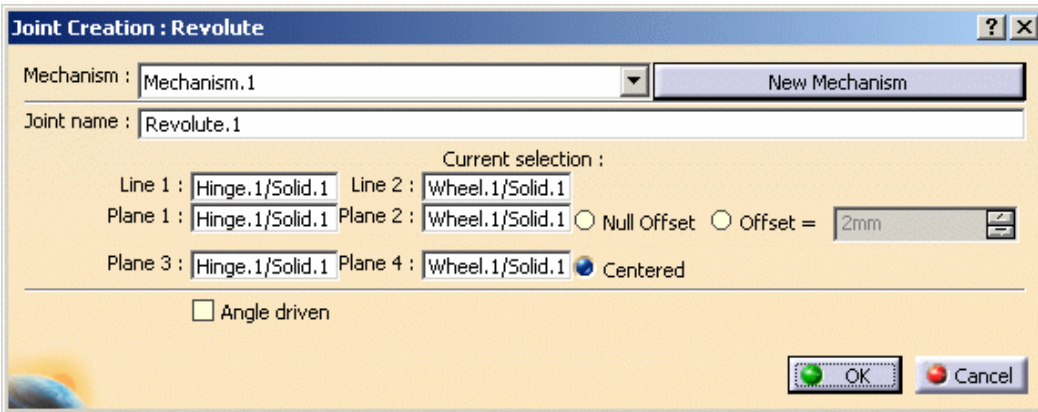 Joint Creation : Revolute
Mechanism : Mechanism.1 New Mechanism
Joint name : Revolute.1
Current selection :
Line 1 : Hinge.1/Solid.1 Line 2 : Wheel.1/Solid.1
Plane 1 : Hinge.1/Solid.1 Plane 2 : Wheel.1/Solid.1 Null Offset Offset = 2mm
Plane 3 : Hinge.1/Solid.1 Plane 4 : Wheel.1/Solid.1 Centered
Angle driven
OK Cancel